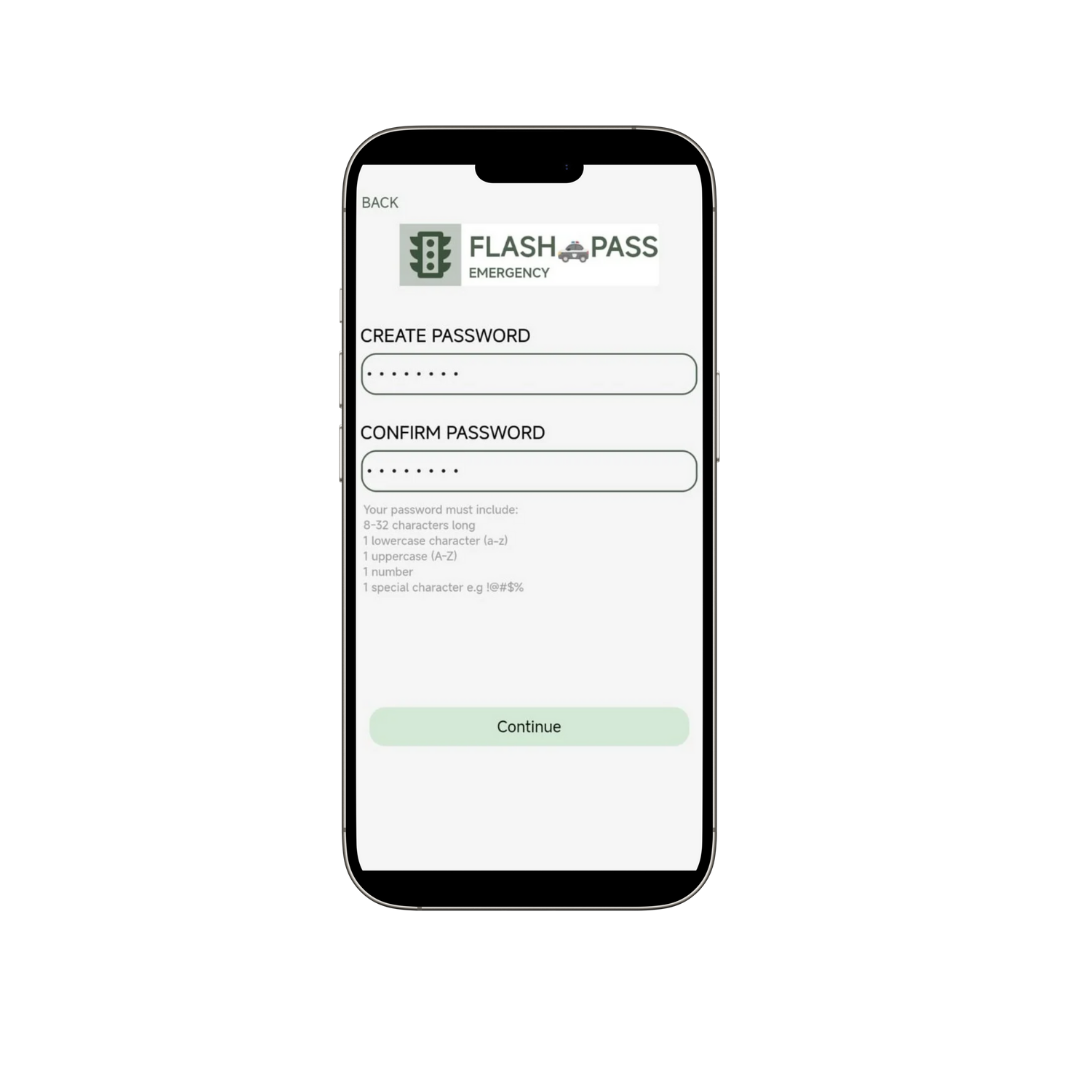 BACK
FLASH PASS
EMERGENCY
CREATE PASSWORD
••••••••
CONFIRM PASSWORD
••••••••
Your password must include:
8-32 characters long
1 lowercase character (a-z)
1 uppercase (A-Z)
1 number
1 special character e.g !@#$%
Continue